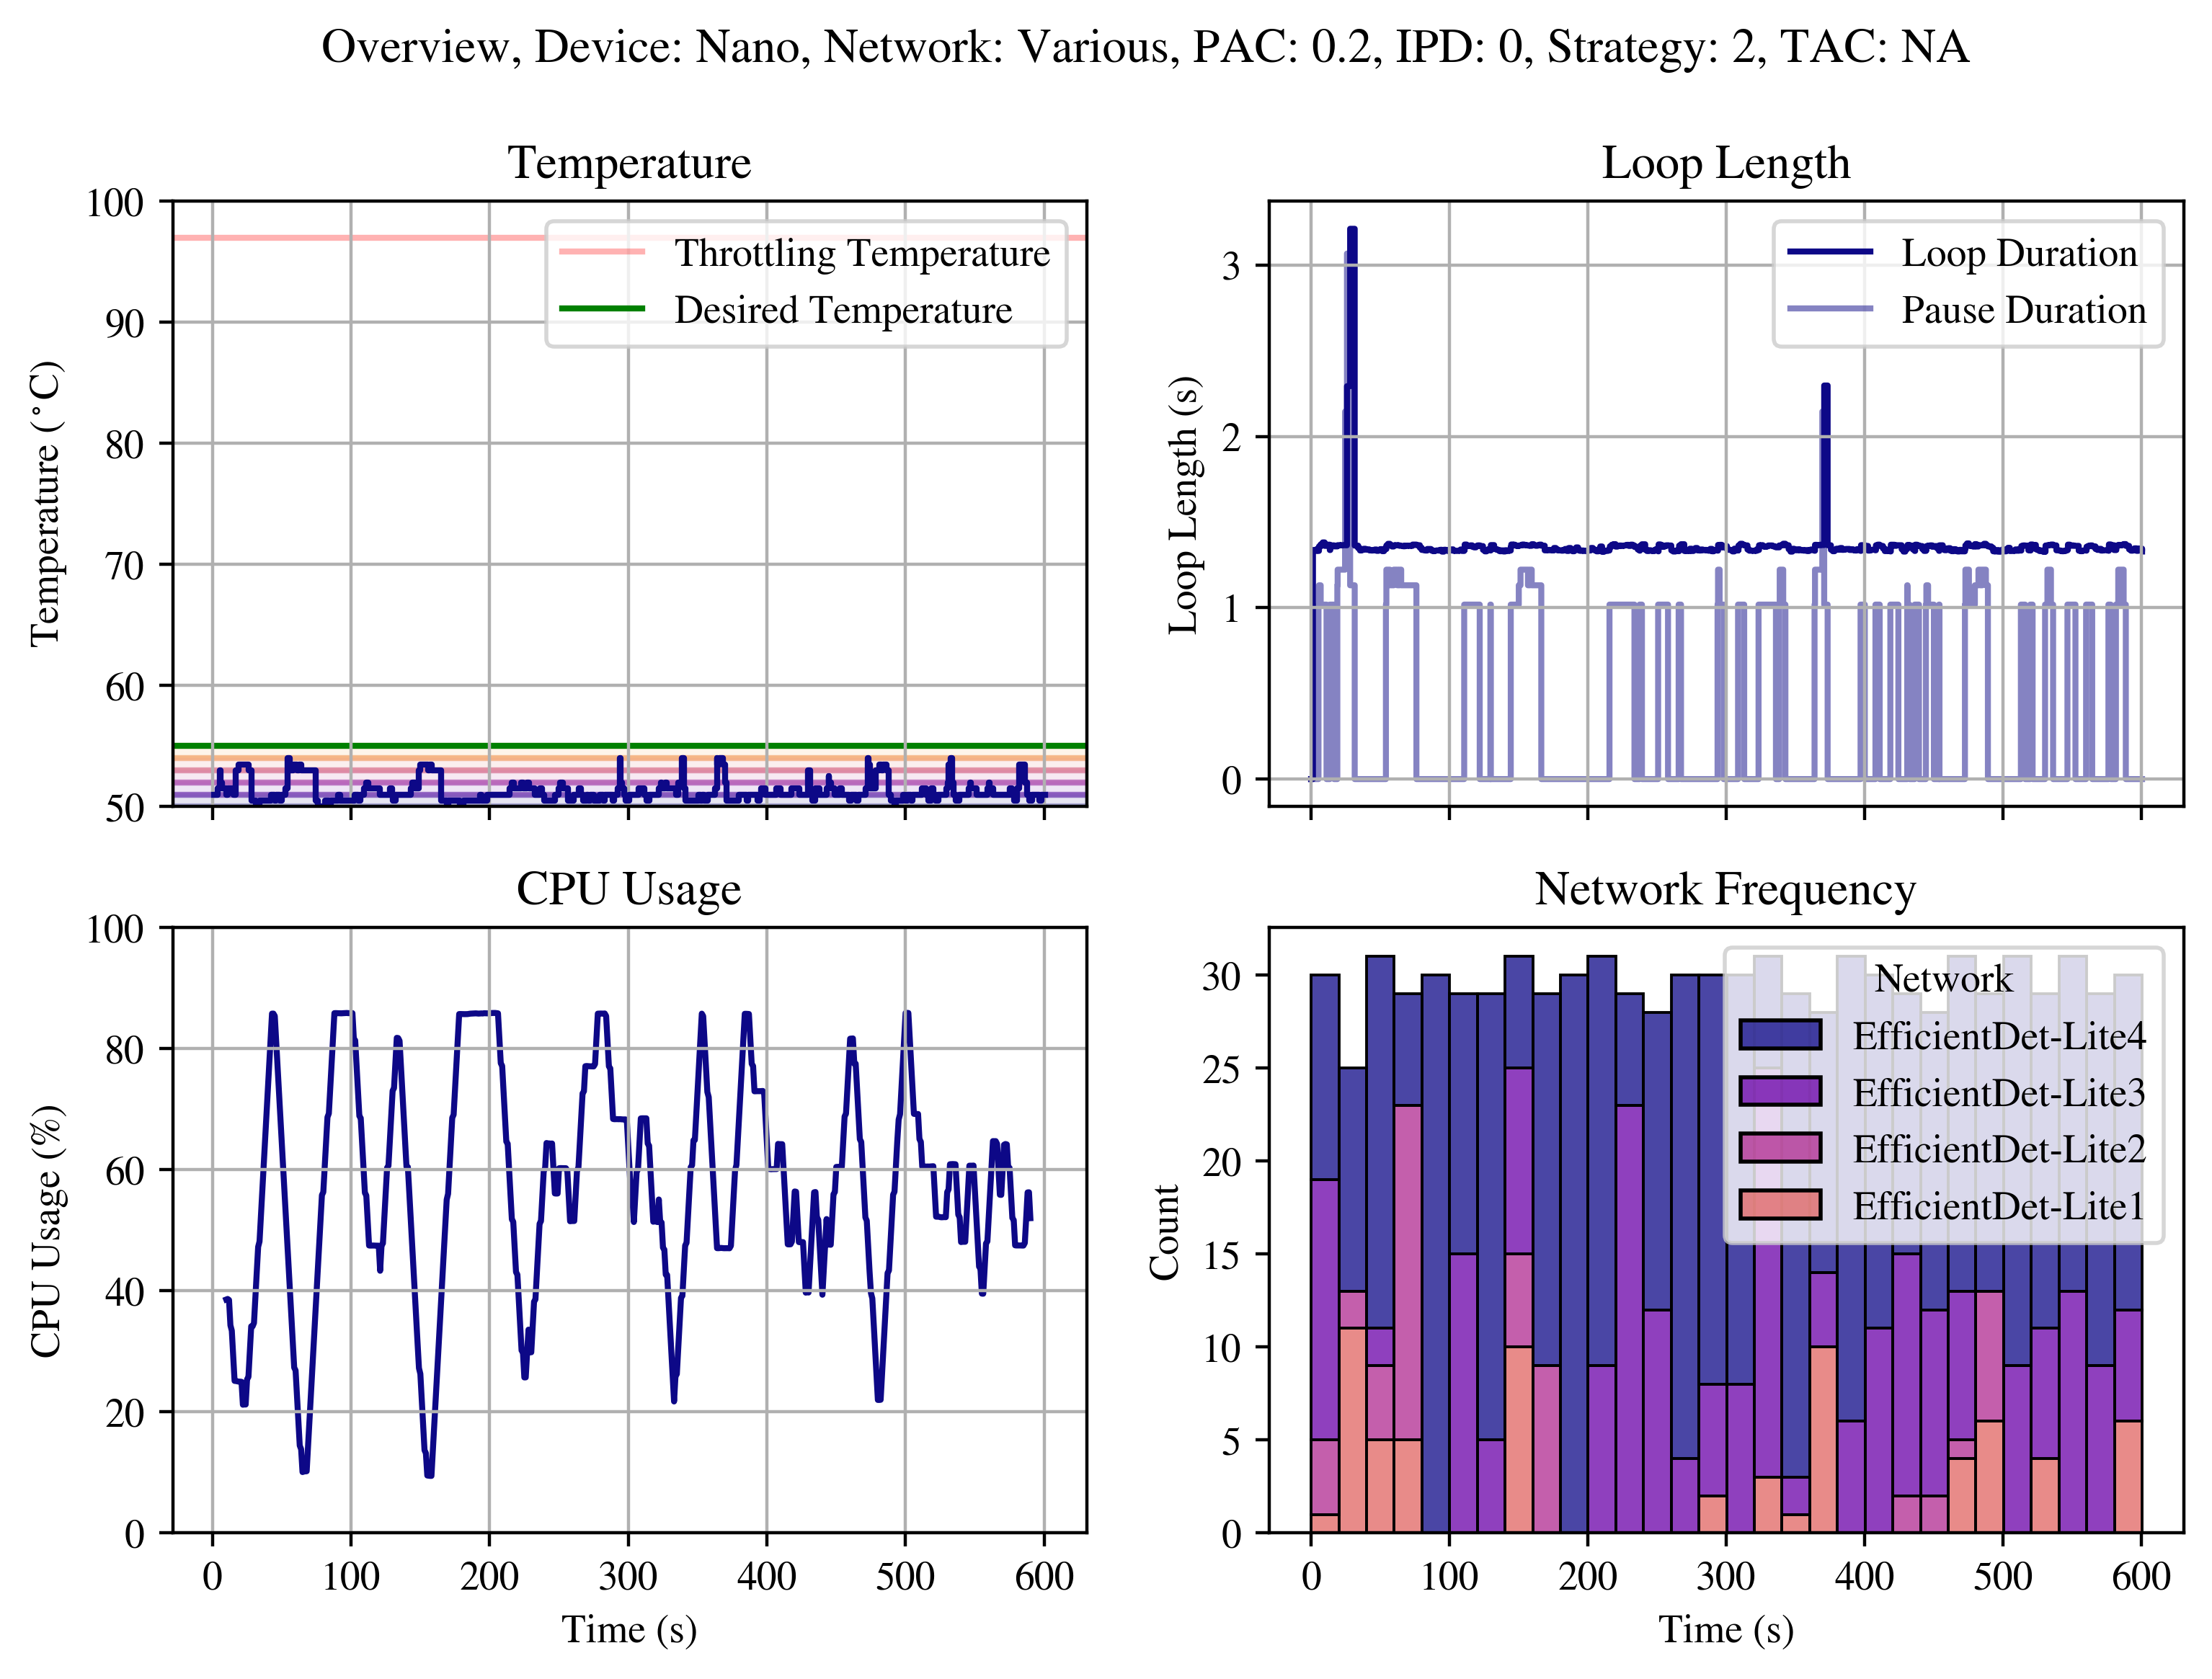 Overview, Device: Nano, Network: Various, PAC: 0.2, IPD: 0, Strategy: 2, TAC: NA
Temperature
100
90
80
70
60
50
Temperature (°C)
Throttling Temperature
Desired Temperature
Loop Length
3
2
1
0
Loop Length (s)
Loop Duration
Pause Duration
CPU Usage
100
80
60
40
20
0
CPU Usage (%)
0 100 200 300 400 500 600
Time (s)
Network Frequency
30
25
20
15
10
5
0
Count
Network
EfficientDet-Lite4
EfficientDet-Lite3
EfficientDet-Lite2
EfficientDet-Lite1
0 100 200 300 400 500 600
Time (s)